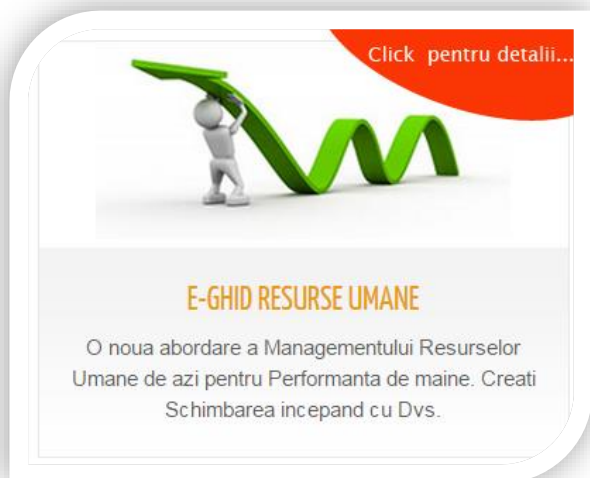 Click pentru detalii...
E-GHID RESURSE UMANE
O noua abordare a Managementului Resurselor
Umane de azi pentru Performanta de maine. Creati
Schimbarea incepand cu Dvs.